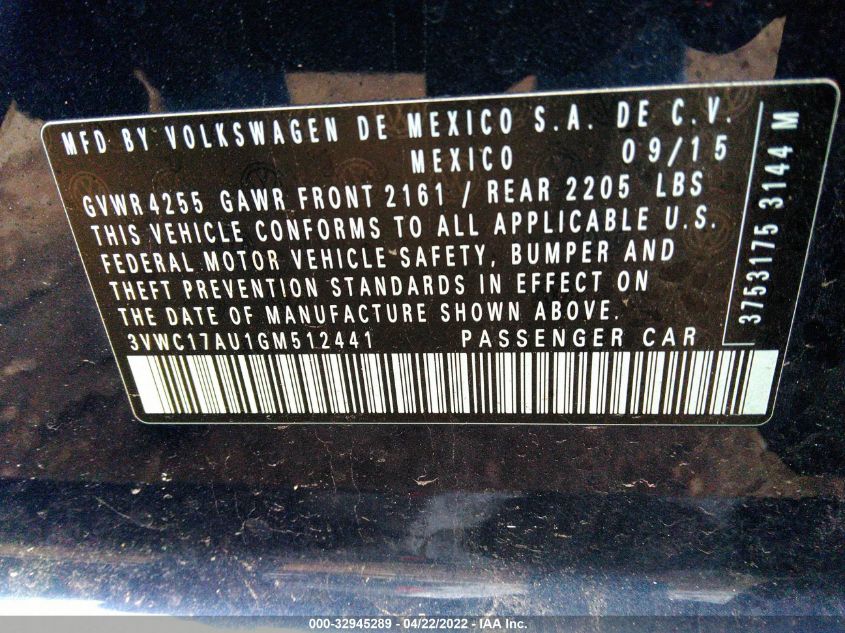 MFD BY VOLKSWAGEN DE MEXICO S.A. DE C.V.
MEXICO 09/15
GVWR 4255 GAWR FRONT 2161 / REAR 2205 LBS
THIS VEHICLE CONFORMS TO ALL APPLICABLE U.S.
FEDERAL MOTOR VEHICLE SAFETY, BUMPER AND
THEFT PREVENTION STANDARDS IN EFFECT ON
THE DATE OF MANUFACTURE SHOWN ABOVE.
3VWC17AU1GM512441 PASSENGER CAR
3753175 3144 M
000-32945289 - 04/22/2022 - IAA Inc.